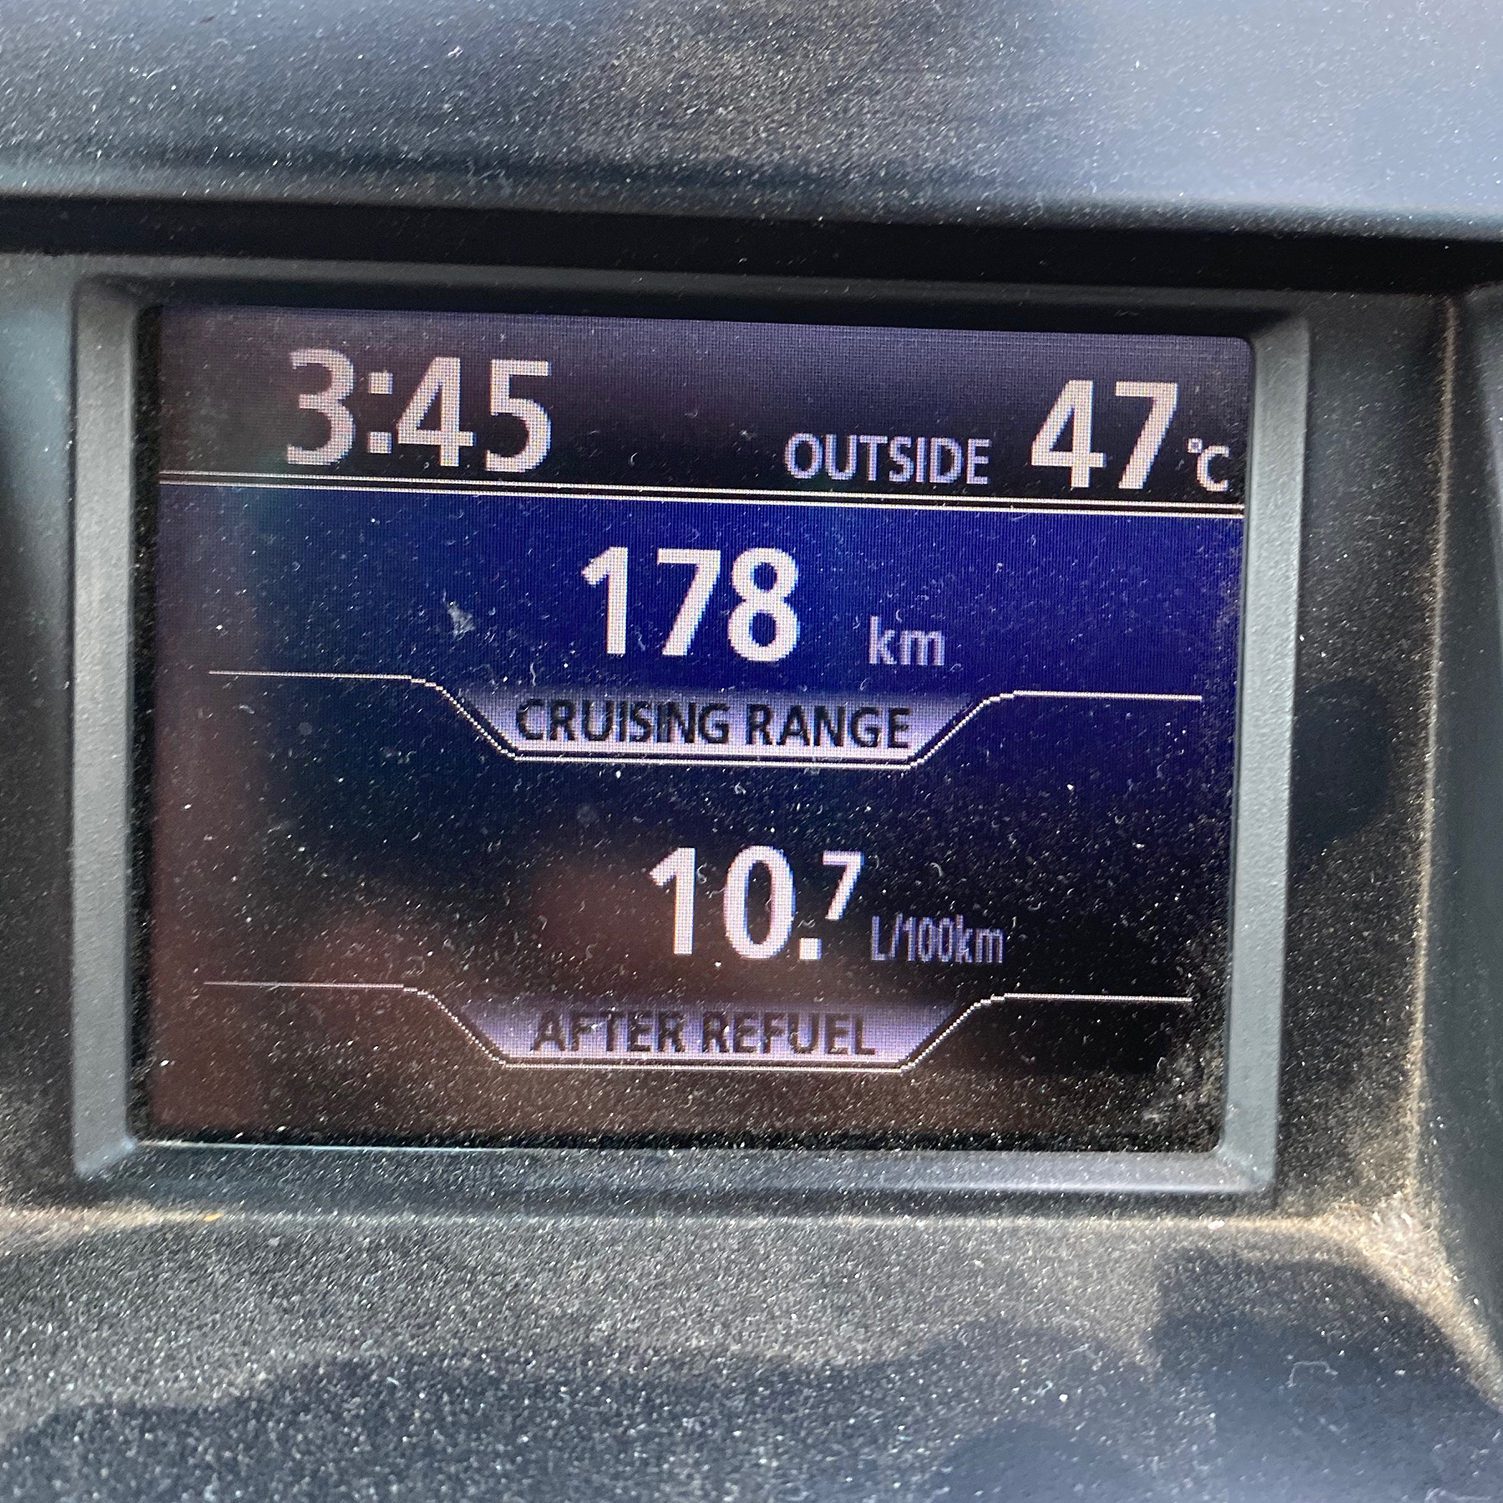 3:45 OUTSIDE 47 °C
178 km
CRUISING RANGE
10.7 L/100km
AFTER REFUEL